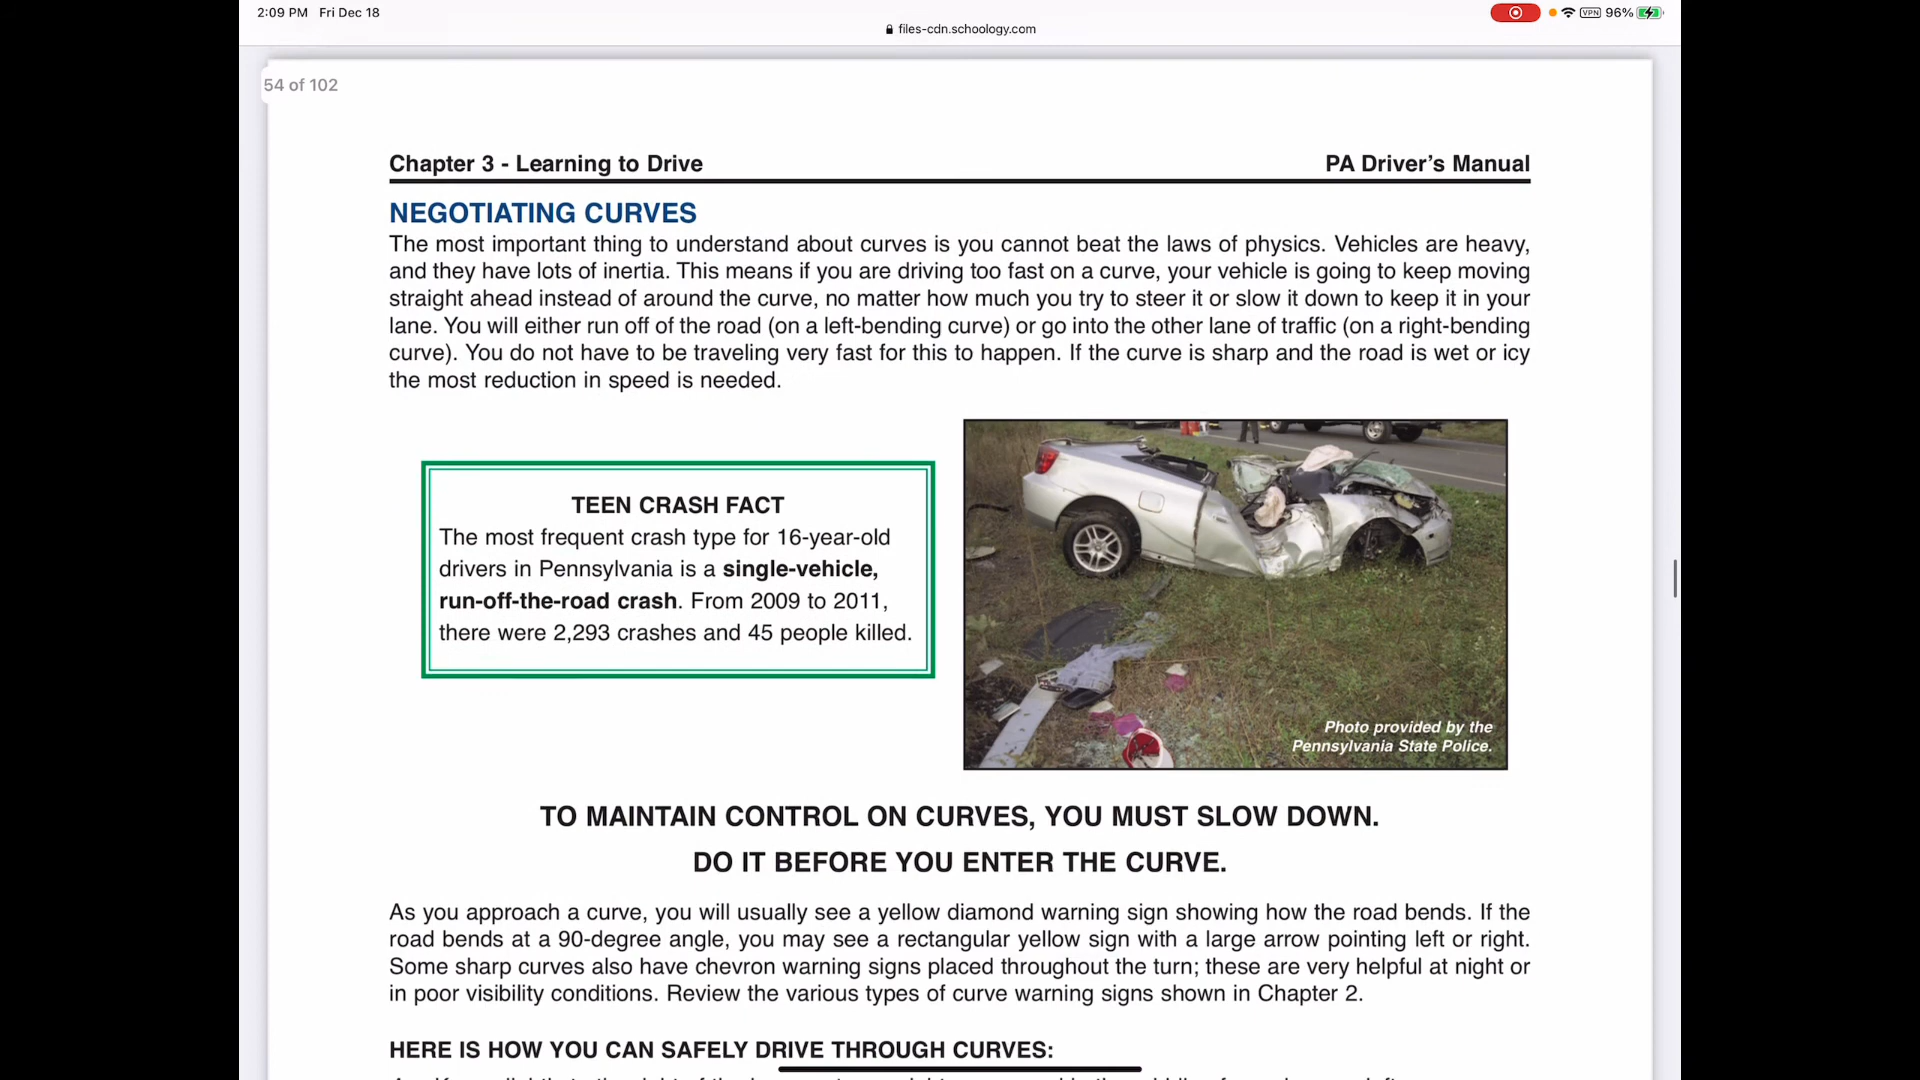 2:09 PM Fri Dec 18
VPN 96%
files-cdn.schoology.com
54 of 102
Chapter 3 - Learning to Drive PA Driver's Manual
NEGOTIATING CURVES
The most important thing to understand about curves is you cannot beat the laws of physics. Vehicles are heavy,
and they have lots of inertia. This means if you are driving too fast on a curve, your vehicle is going to keep moving
straight ahead instead of around the curve, no matter how much you try to steer it or slow it down to keep it in your
lane. You will either run off of the road (on a left-bending curve) or go into the other lane of traffic (on a right-bending
curve). You do not have to be traveling very fast for this to happen. If the curve is sharp and the road is wet or icy
the most reduction in speed is needed.
TEEN CRASH FACT
The most frequent crash type for 16-year-old
drivers in Pennsylvania is a single-vehicle,
run-off-the-road crash. From 2009 to 2011,
there were 2,293 crashes and 45 people killed.
Photo provided by the
Pennsylvania State Police.
TO MAINTAIN CONTROL ON CURVES, YOU MUST SLOW DOWN.
DO IT BEFORE YOU ENTER THE CURVE.
As you approach a curve, you will usually see a yellow diamond warning sign showing how the road bends. If the
road bends at a 90-degree angle, you may see a rectangular yellow sign with a large arrow pointing left or right.
Some sharp curves also have chevron warning signs placed throughout the turn; these are very helpful at night or
in poor visibility conditions. Review the various types of curve warning signs shown in Chapter 2.
HERE IS HOW YOU CAN SAFELY DRIVE THROUGH CURVES: